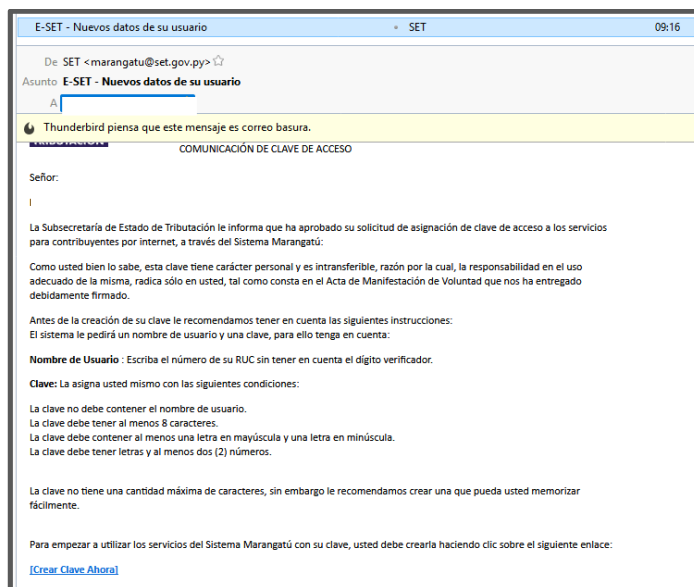 E-SET - Nuevos datos de su usuario
SET
09:16
De SET <marangatu@set.gov.py>
Asunto E-SET - Nuevos datos de su usuario
A
Thunderbird piensa que este mensaje es correo basura.
COMUNICACIÓN DE CLAVE DE ACCESO
Señor:
La Subsecretaría de Estado de Tributación le informa que ha aprobado su solicitud de asignación de clave de acceso a los servicios
para contribuyentes por internet, a través del Sistema Marangatú:
Como usted bien lo sabe, esta clave tiene carácter personal y es intransferible, razón por la cual, la responsabilidad en el uso
adecuado de la misma, radica sólo en usted, tal como consta en el Acta de Manifestación de Voluntad que nos ha entregado
debidamente firmado.
Antes de la creación de su clave le recomendamos tener en cuenta las siguientes instrucciones:
El sistema le pedirá un nombre de usuario y una clave, para ello tenga en cuenta:
Nombre de Usuario : Escriba el número de su RUC sin tener en cuenta el dígito verificador.
Clave: La asigna usted mismo con las siguientes condiciones:
La clave no debe contener el nombre de usuario.
La clave debe tener al menos 8 caracteres.
La clave debe contener al menos una letra en mayúscula y una letra en minúscula.
La clave debe tener letras y al menos dos (2) números.
La clave no tiene una cantidad máxima de caracteres, sin embargo le recomendamos crear una que pueda usted memorizar
fácilmente.
Para empezar a utilizar los servicios del Sistema Marangatú con su clave, usted debe crearla haciendo clic sobre el siguiente enlace:
[Crear Clave Ahora]